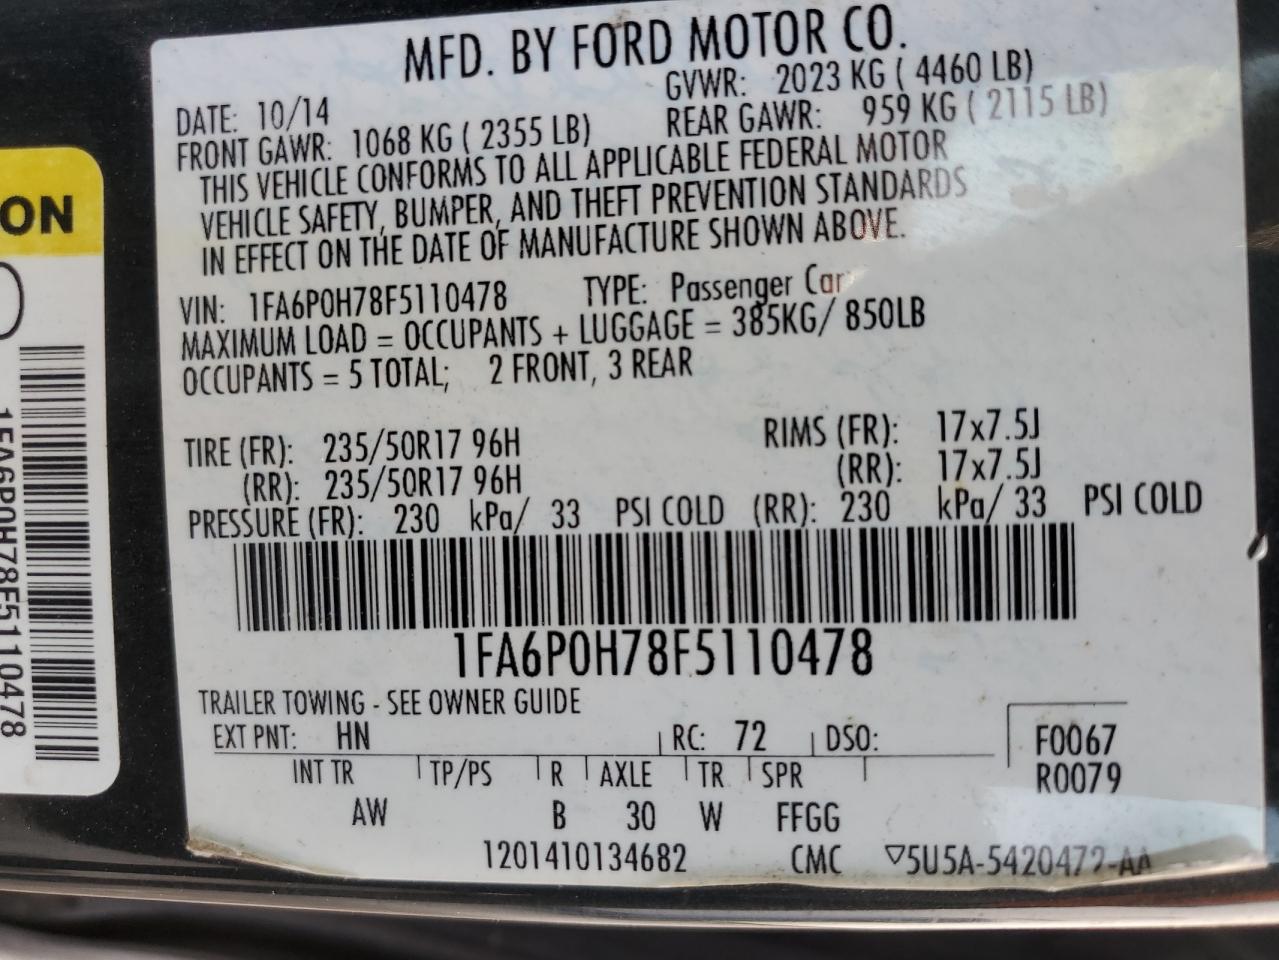 MFD. BY FORD MOTOR CO.
DATE: 10/14 GVWR: 2023 KG ( 4460 LB)
FRONT GAWR: 1068 KG ( 2355 LB) REAR GAWR: 959 KG ( 2115 LB)
THIS VEHICLE CONFORMS TO ALL APPLICABLE FEDERAL MOTOR
VEHICLE SAFETY, BUMPER, AND THEFT PREVENTION STANDARDS
IN EFFECT ON THE DATE OF MANUFACTURE SHOWN ABOVE.
VIN: 1FA6P0H78F5110478 TYPE: Passenger Car
MAXIMUM LOAD = OCCUPANTS + LUGGAGE = 385KG/ 850LB
OCCUPANTS = 5 TOTAL; 2 FRONT, 3 REAR
TIRE (FR): 235/50R17 96H RIMS (FR): 17x7.5J
(RR): 235/50R17 96H (RR): 17x7.5J
PRESSURE (FR): 230 kPa/ 33 PSI COLD (RR): 230 kPa/ 33 PSI COLD
1FA6P0H78F5110478
TRAILER TOWING - SEE OWNER GUIDE
EXT PNT: HN RC: 72 DSO: F0067
INT TR TP/PS R AXLE TR SPR R0079
AW B 30 W FFGG
1201410134682 CMC ▽5U5A-5420472-AA
ON
1FA6P0H78F5110478